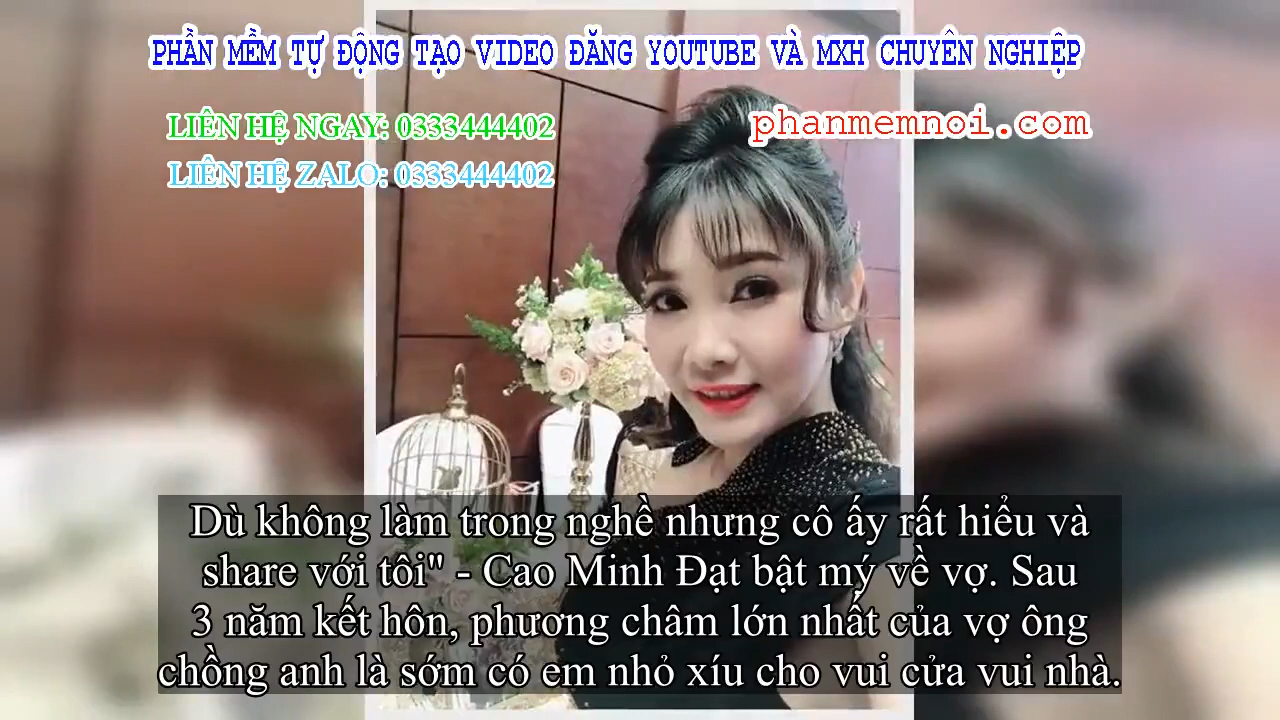 PHẦN MỀM TỰ ĐỘNG TẠO VIDEO ĐĂNG YOUTUBE VÀ MXH CHUYÊN NGHIỆP
LIÊN HỆ NGAY: 0333444402
phanmemnoi.com
LIÊN HỆ ZALO: 0333444402
Dù không làm trong nghề nhưng cô ấy rất hiểu và
share với tôi" - Cao Minh Đạt bật mý về vợ. Sau
3 năm kết hôn, phương châm lớn nhất của vợ ông
chồng anh là sớm có em nhỏ xíu cho vui cửa vui nhà.